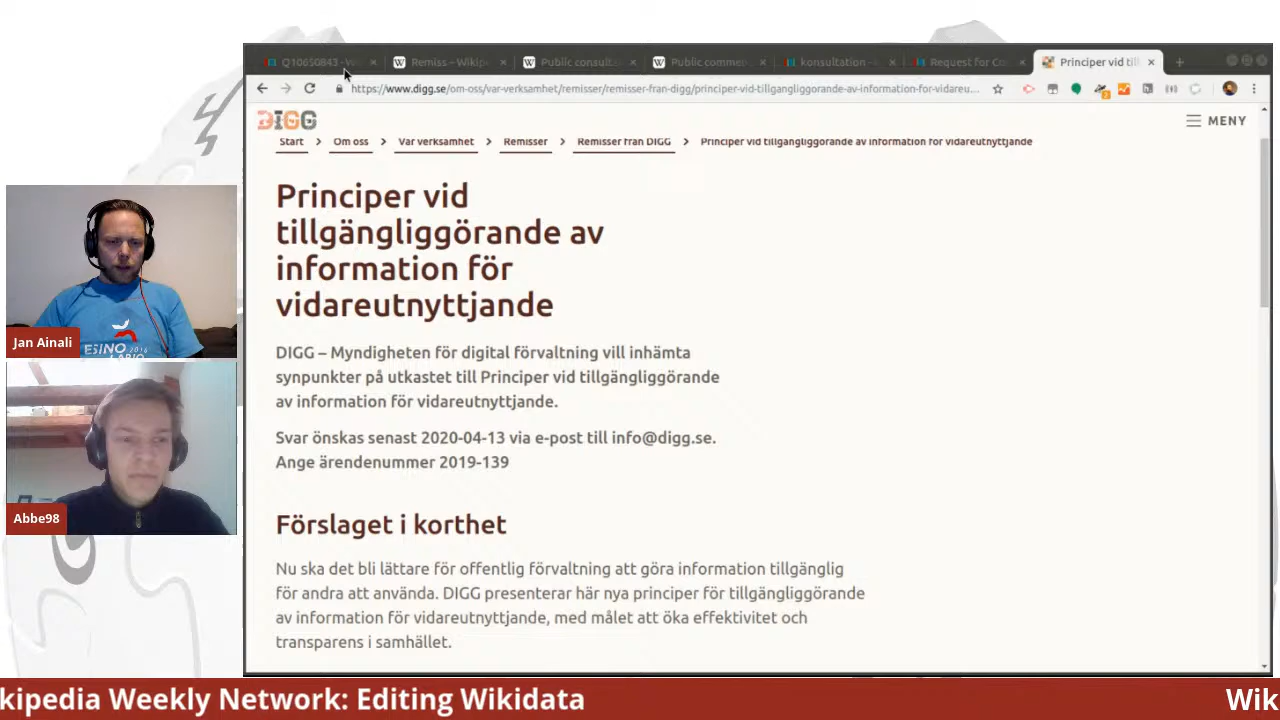 Q10650843 - W
Remiss – Wikip
Public consult
Public commen
konsultation -
Request for Co
Principer vid till
https://www.digg.se/om-oss/var-verksamhet/remisser/remisser-fran-digg/principer-vid-tillgangliggorande-av-information-for-vidareu...
DIGG
MENY
Start > Om oss > Vår verksamhet > Remisser > Remisser från DIGG > Principer vid tillgängliggörande av information för vidareutnyttjande
Principer vid
tillgängliggörande av
information för
vidareutnyttjande
DIGG – Myndigheten för digital förvaltning vill inhämta
synpunkter på utkastet till Principer vid tillgängliggörande
av information för vidareutnyttjande.
Svar önskas senast 2020-04-13 via e-post till info@digg.se.
Ange ärendenummer 2019-139
Förslaget i korthet
Nu ska det bli lättare för offentlig förvaltning att göra information tillgänglig
för andra att använda. DIGG presenterar här nya principer för tillgängliggörande
av information för vidareutnyttjande, med målet att öka effektivitet och
transparens i samhället.
ESINO 2016
LARIO
Jan Ainali
Abbe98
kipedia Weekly Network: Editing Wikidata
Wik